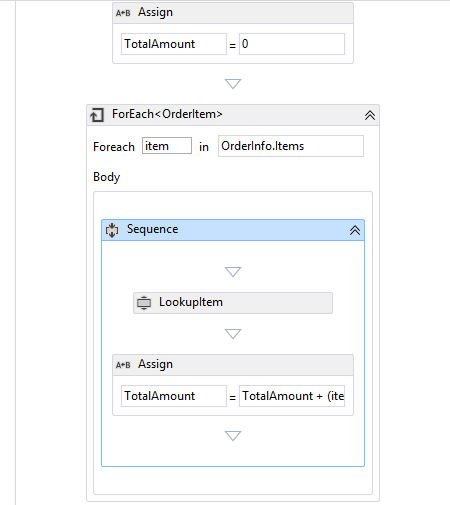 A+B Assign
TotalAmount = 0
ForEach<OrderItem>
Foreach item in OrderInfo.Items
Body
Sequence
LookupItem
A+B Assign
TotalAmount = TotalAmount + (ite